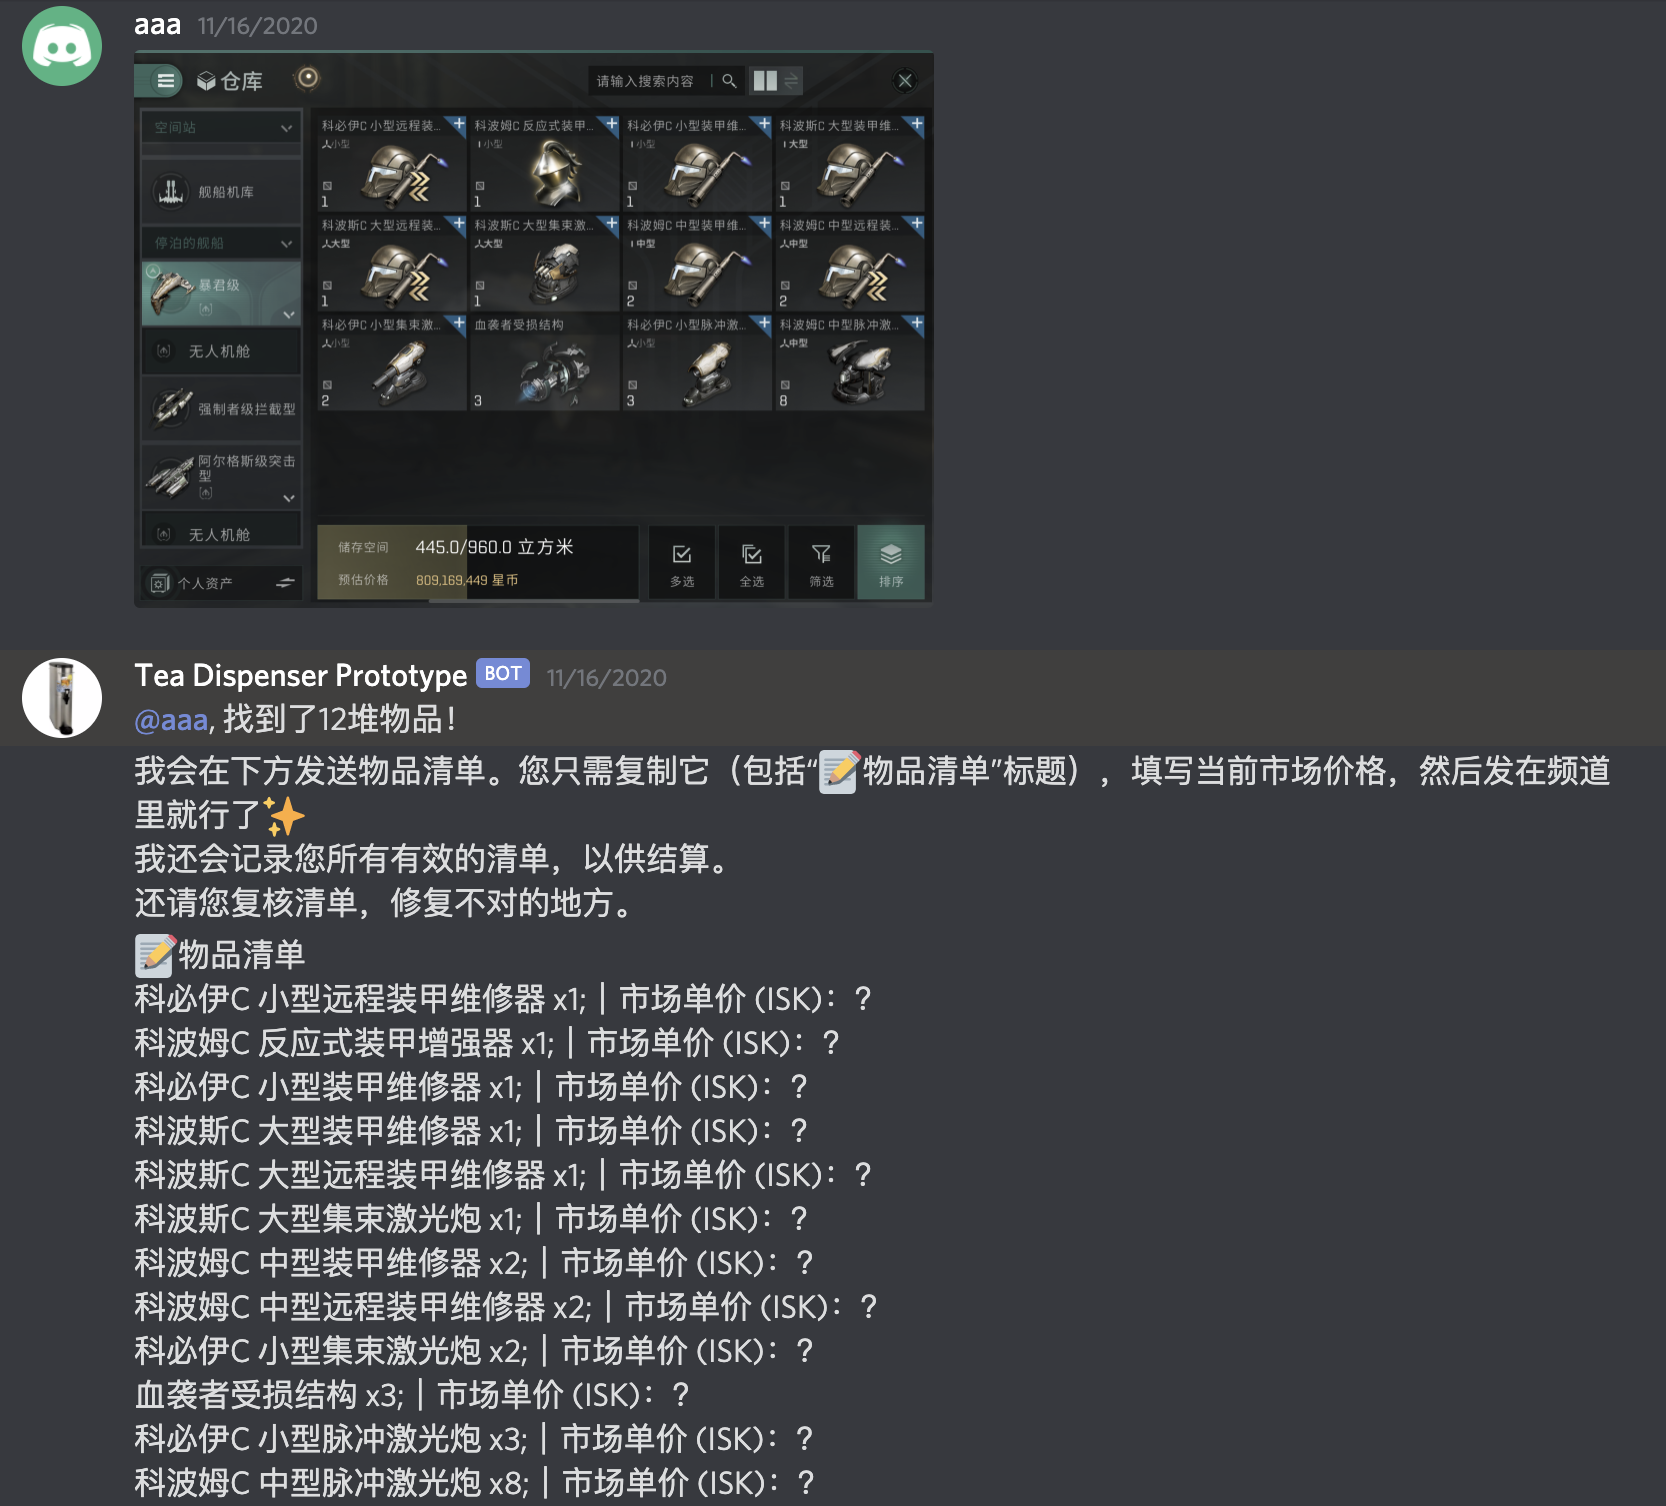 aaa 11/16/2020
仓库
请输入搜索内容
空间站
舰船机库
停泊的舰船
暴君级
无人机舱
强制者级拦截型
阿尔格斯级突击
型
无人机舱
个人资产
科必伊C 小型远程装... 科波姆C 反应式装甲... 科必伊C 小型装甲维... 科波斯C 大型装甲维...
小型 小型 小型 大型
1 1 1 1
科波斯C 大型远程装... 科波斯C 大型集束激... 科波姆C 中型装甲维... 科波姆C 中型远程装...
大型 大型 中型 中型
1 1 2 2
科必伊C 小型集束激... 血袭者受损结构 科必伊C 小型脉冲激... 科波姆C 中型脉冲激...
小型 小型 中型
2 3 3 8
储存空间 445.0/960.0 立方米
预估价格 809,169,449 星币
多选 全选 筛选 排序
Tea Dispenser Prototype BOT 11/16/2020
@aaa, 找到了12堆物品！
我会在下方发送物品清单。您只需复制它（包括“📝物品清单”标题），填写当前市场价格，然后发在频道
里就行了✨
我还会记录您所有有效的清单，以供结算。
还请您复核清单，修复不对的地方。
📝物品清单
科必伊C 小型远程装甲维修器 x1; | 市场单价 (ISK)：?
科波姆C 反应式装甲增强器 x1; | 市场单价 (ISK)：?
科必伊C 小型装甲维修器 x1; | 市场单价 (ISK)：?
科波斯C 大型装甲维修器 x1; | 市场单价 (ISK)：?
科波斯C 大型远程装甲维修器 x1; | 市场单价 (ISK)：?
科波斯C 大型集束激光炮 x1; | 市场单价 (ISK)：?
科波姆C 中型装甲维修器 x2; | 市场单价 (ISK)：?
科波姆C 中型远程装甲维修器 x2; | 市场单价 (ISK)：?
科必伊C 小型集束激光炮 x2; | 市场单价 (ISK)：?
血袭者受损结构 x3; | 市场单价 (ISK)：?
科必伊C 小型脉冲激光炮 x3; | 市场单价 (ISK)：?
科波姆C 中型脉冲激光炮 x8; | 市场单价 (ISK)：?